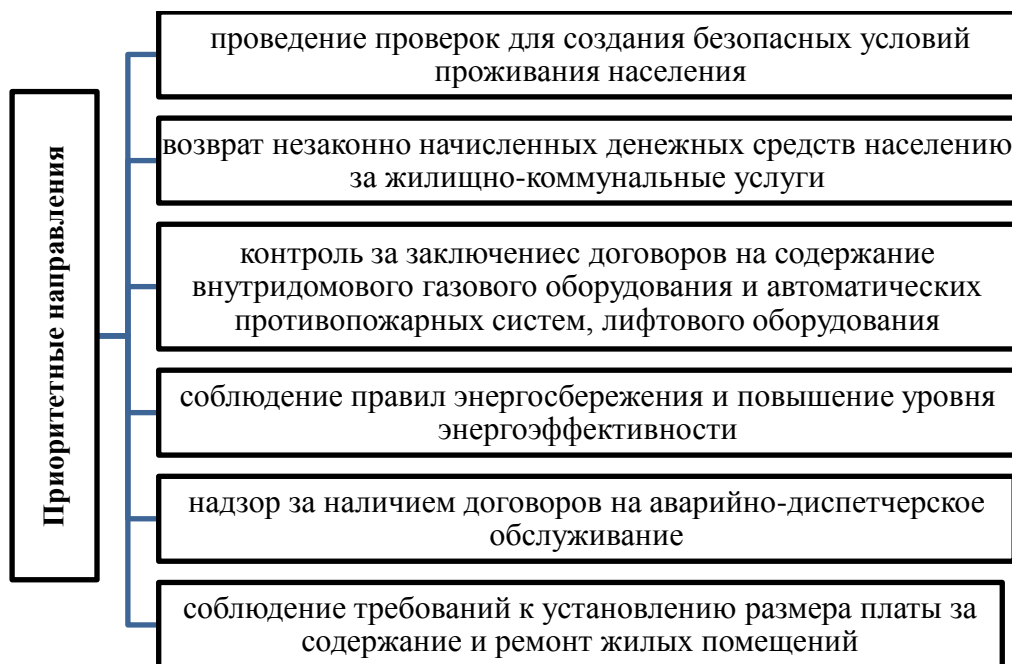 Приоритетные направления
проведение проверок для создания безопасных условий
проживания населения
возврат незаконно начисленных денежных средств населению
за жилищно-коммунальные услуги
контроль за заключениес договоров на содержание
внутридомового газового оборудования и автоматических
противопожарных систем, лифтового оборудования
соблюдение правил энергосбережения и повышение уровня
энергоэффективности
надзор за наличием договоров на аварийно-диспетчерское
обслуживание
соблюдение требований к установлению размера платы за
содержание и ремонт жилых помещений